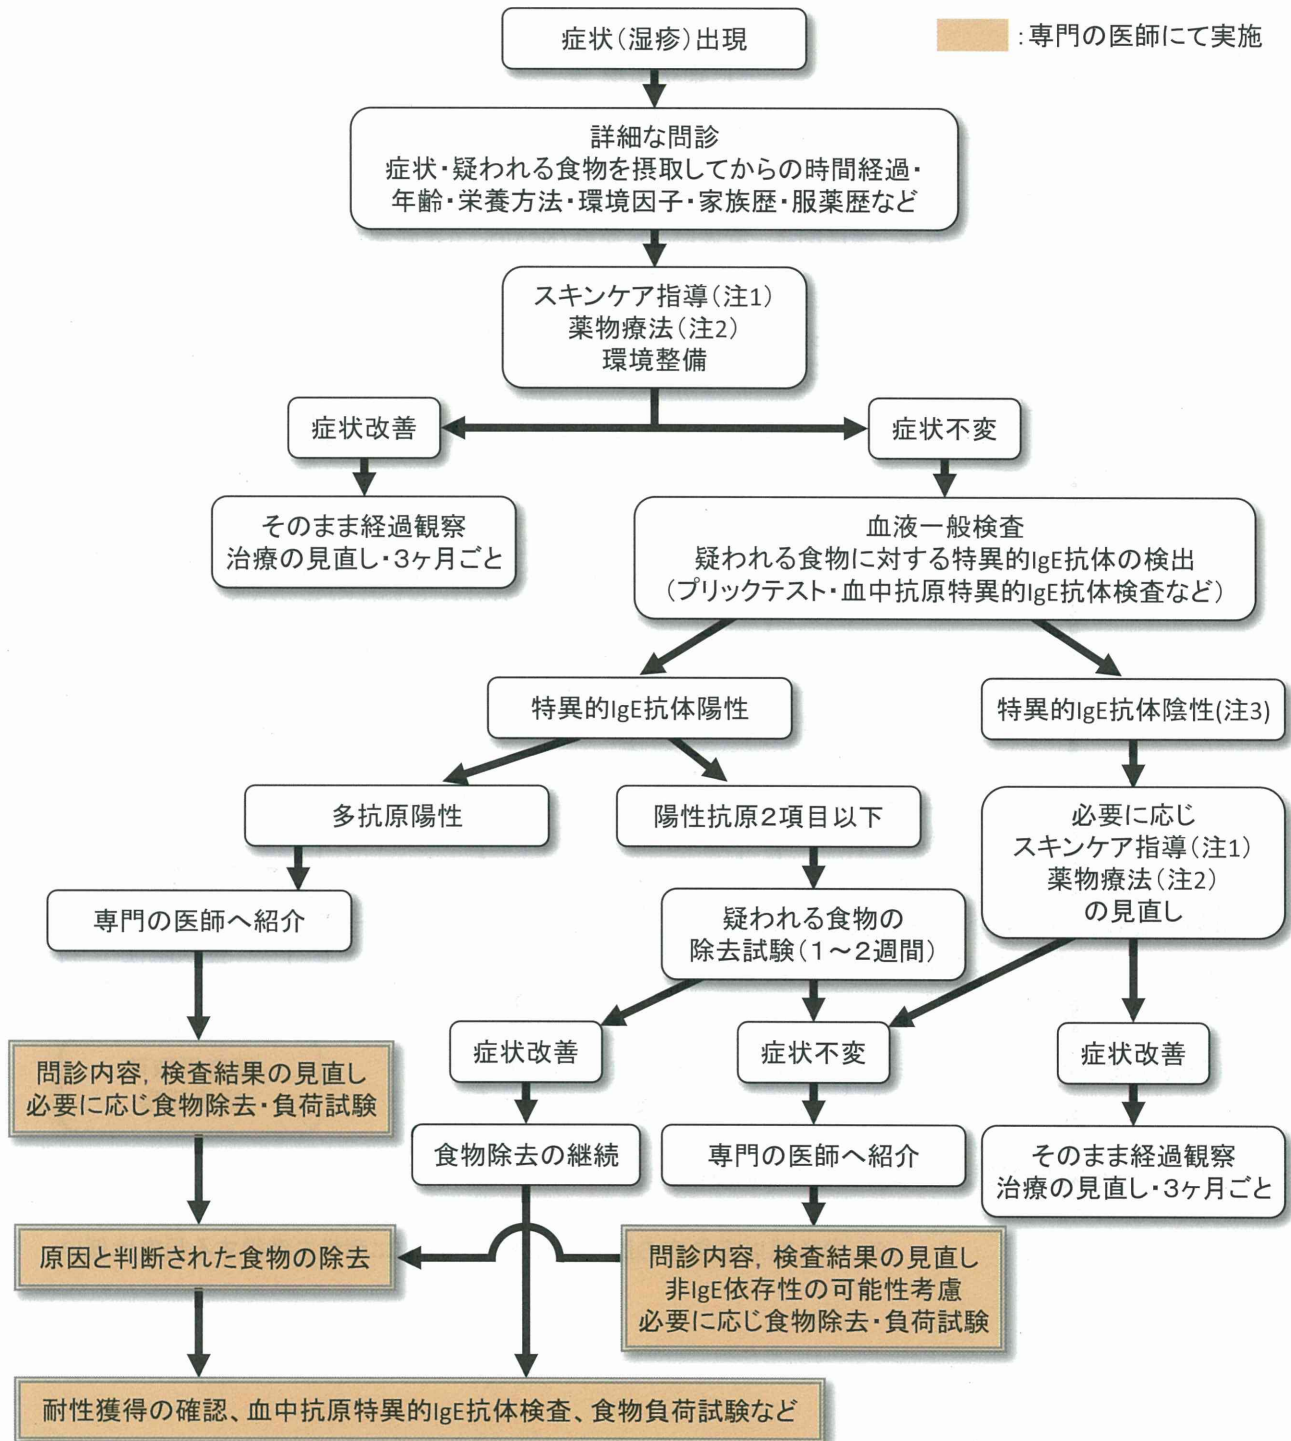 症状(湿疹)出現
:専門の医師にて実施
詳細な問診
症状・疑われる食物を摂取してからの時間経過・
年齢・栄養方法・環境因子・家族歴・服薬歴など
スキンケア指導(注1)
薬物療法(注2)
環境整備
症状改善
症状不変
そのまま経過観察
治療の見直し・3ヶ月ごと
血液一般検査
疑われる食物に対する特異的IgE抗体の検出
(プリックテスト・血中抗原特異的IgE抗体検査など)
特異的IgE抗体陽性
特異的IgE抗体陰性(注3)
多抗原陽性
陽性抗原2項目以下
必要に応じ
スキンケア指導(注1)
薬物療法(注2)
の見直し
専門の医師へ紹介
疑われる食物の
除去試験(1~2週間)
症状改善
症状不変
症状改善
問診内容, 検査結果の見直し
必要に応じ食物除去・負荷試験
食物除去の継続
専門の医師へ紹介
そのまま経過観察
治療の見直し・3ヶ月ごと
原因と判断された食物の除去
問診内容, 検査結果の見直し
非IgE依存性の可能性考慮
必要に応じ食物除去・負荷試験
耐性獲得の確認、血中抗原特異的IgE抗体検査、食物負荷試験など